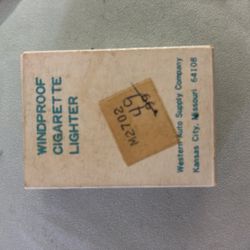 WINDPROOF
CIGARETTE
LIGHTER
M2702
49
Western Auto Supply Company
Kansas City, Missouri 64108